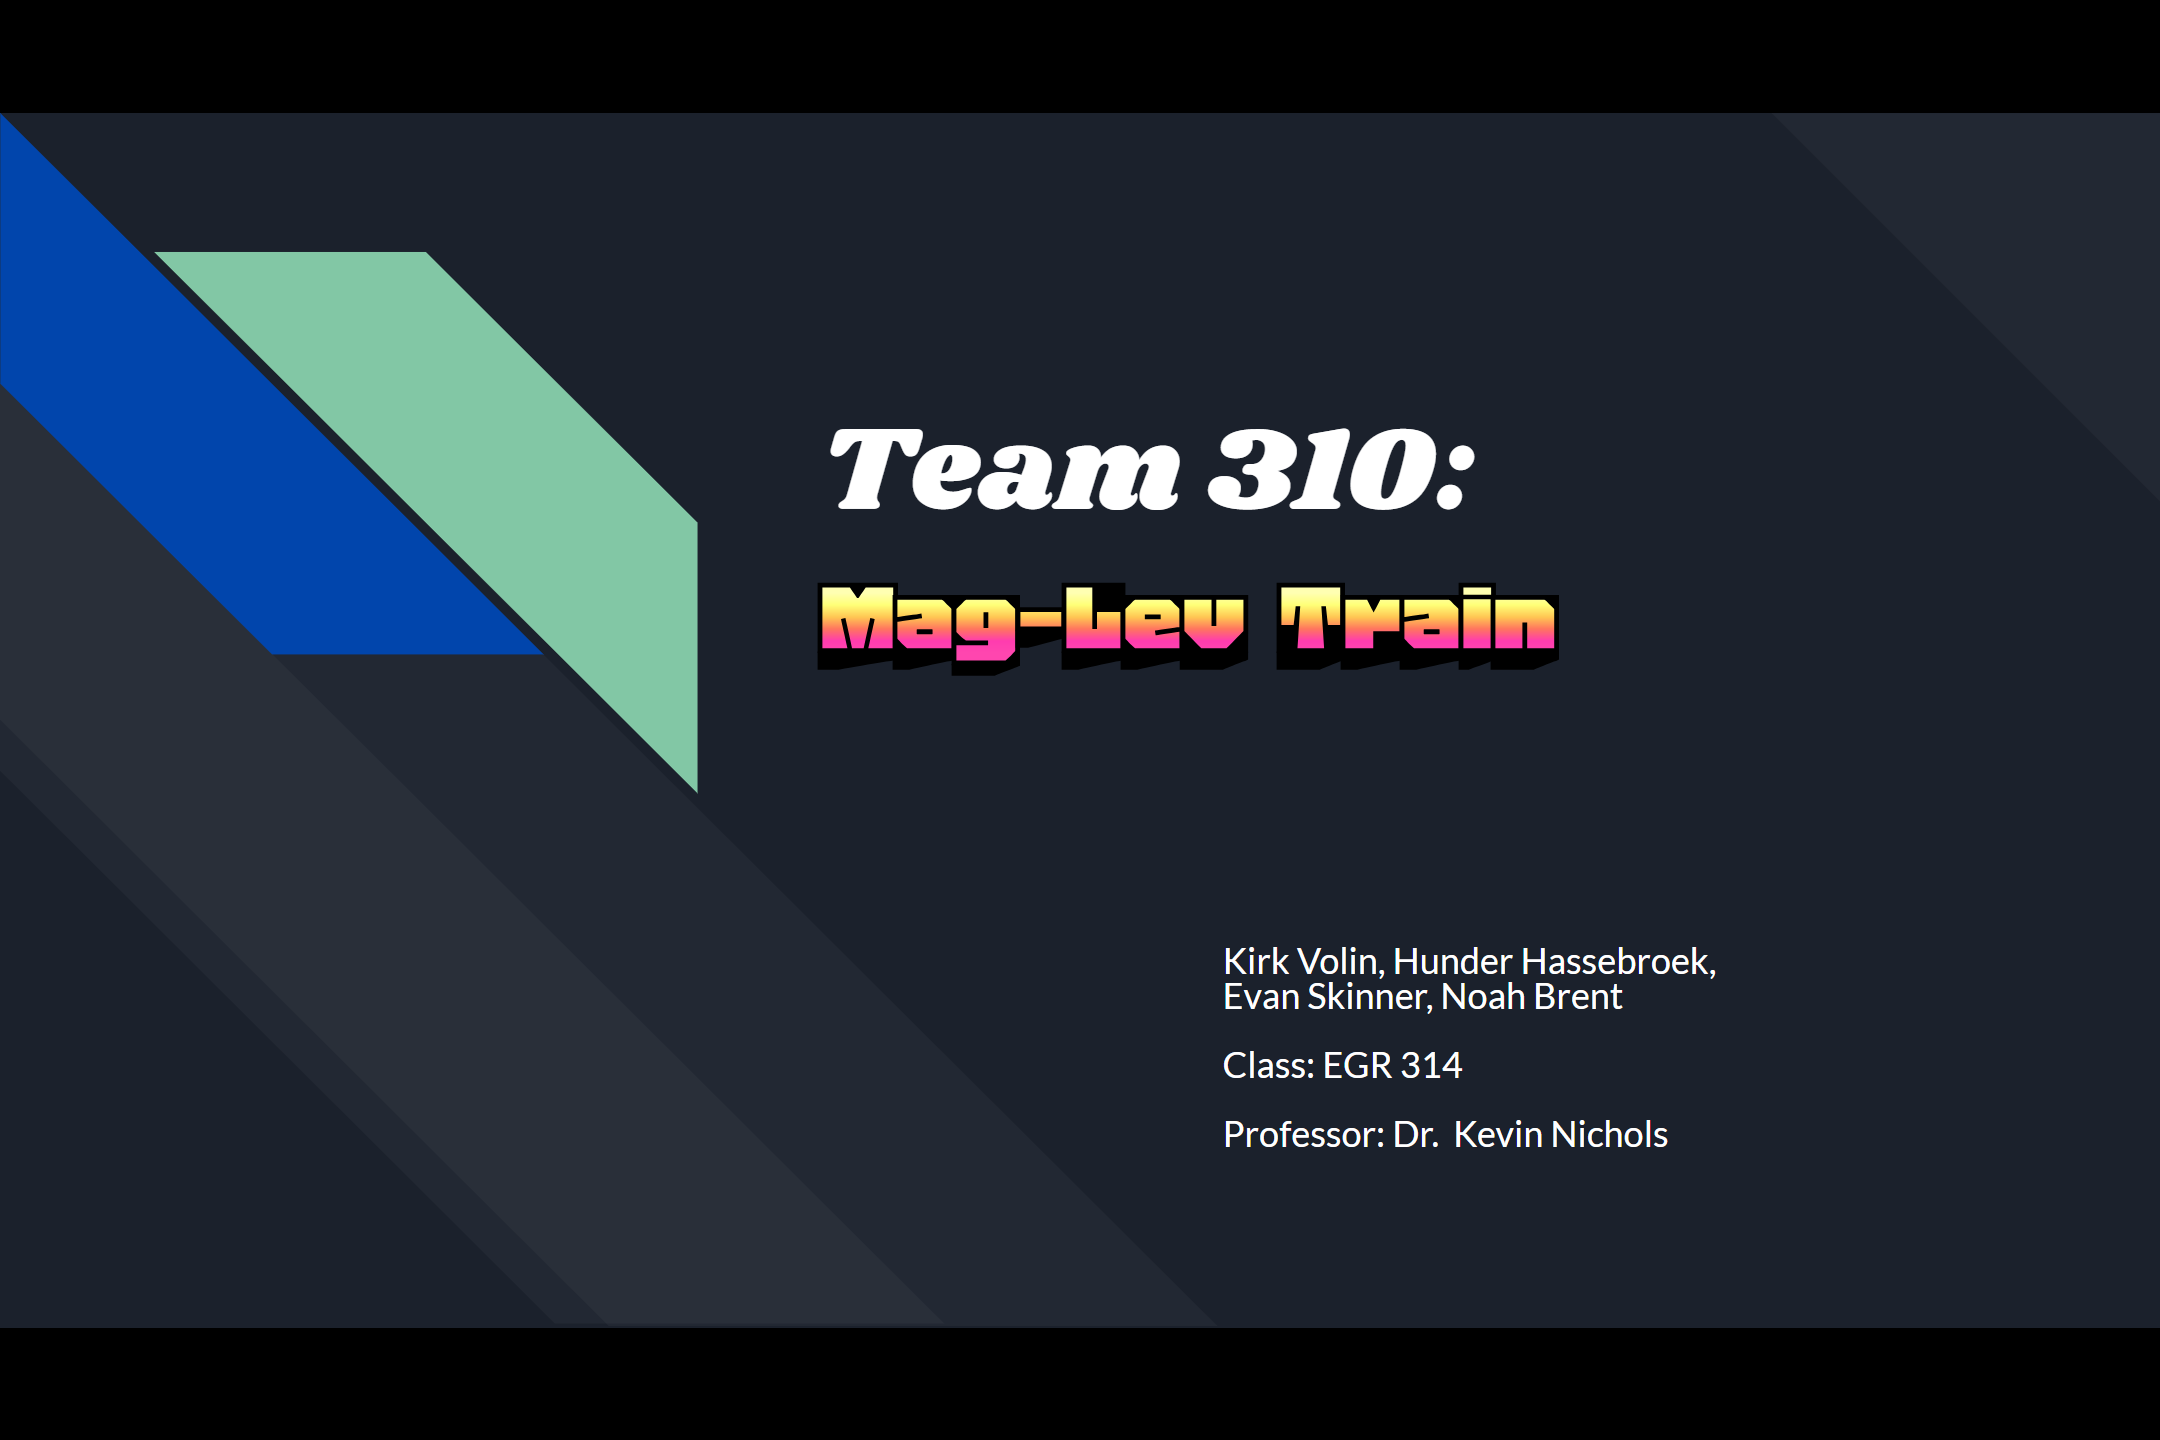 Team 310:
Mag-Lev Train
Kirk Volin, Hunder Hassebroek,
Evan Skinner, Noah Brent
Class: EGR 314
Professor: Dr.  Kevin Nichols